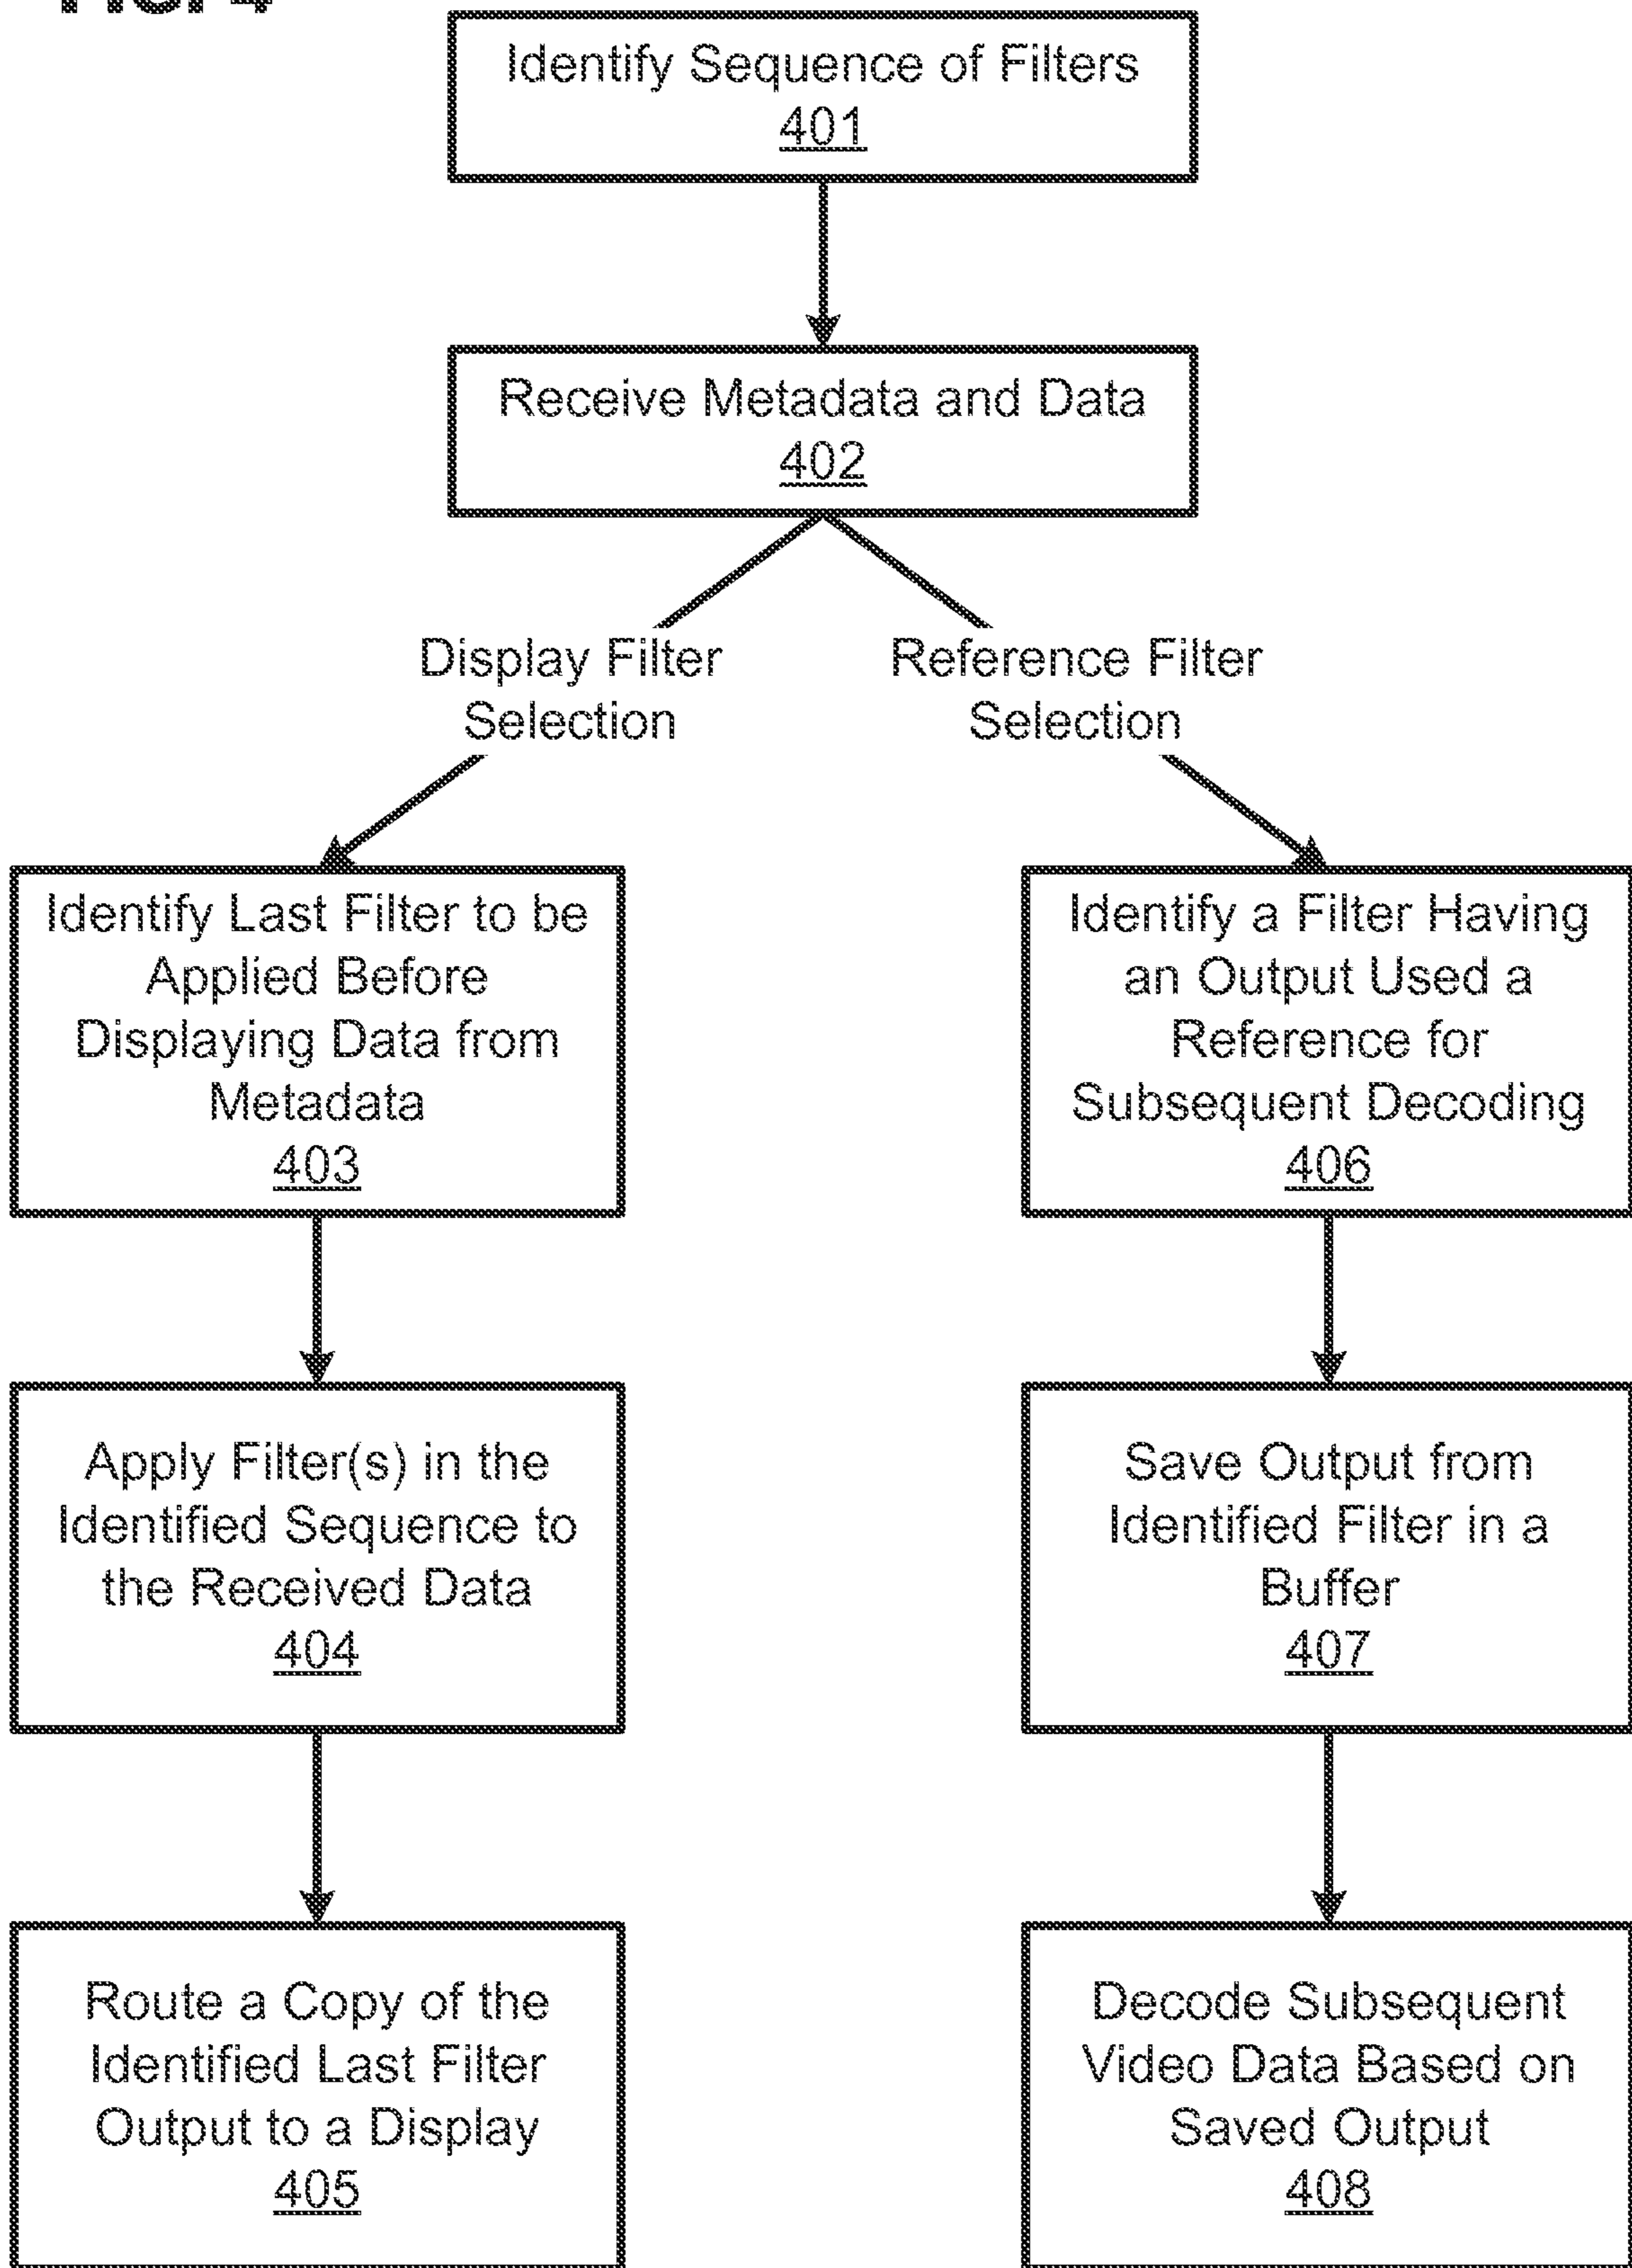 Identify Sequence of Filters
401
Receive Metadata and Data
402
Display Filter
Selection
Reference Filter
Selection
Identify Last Filter to be
Applied Before
Displaying Data from
Metadata
403
Identify a Filter Having
an Output Used a
Reference for
Subsequent Decoding
406
Apply Filter(s) in the
Identified Sequence to
the Received Data
404
Save Output from
Identified Filter in a
Buffer
407
Route a Copy of the
Identified Last Filter
Output to a Display
405
Decode Subsequent
Video Data Based on
Saved Output
408